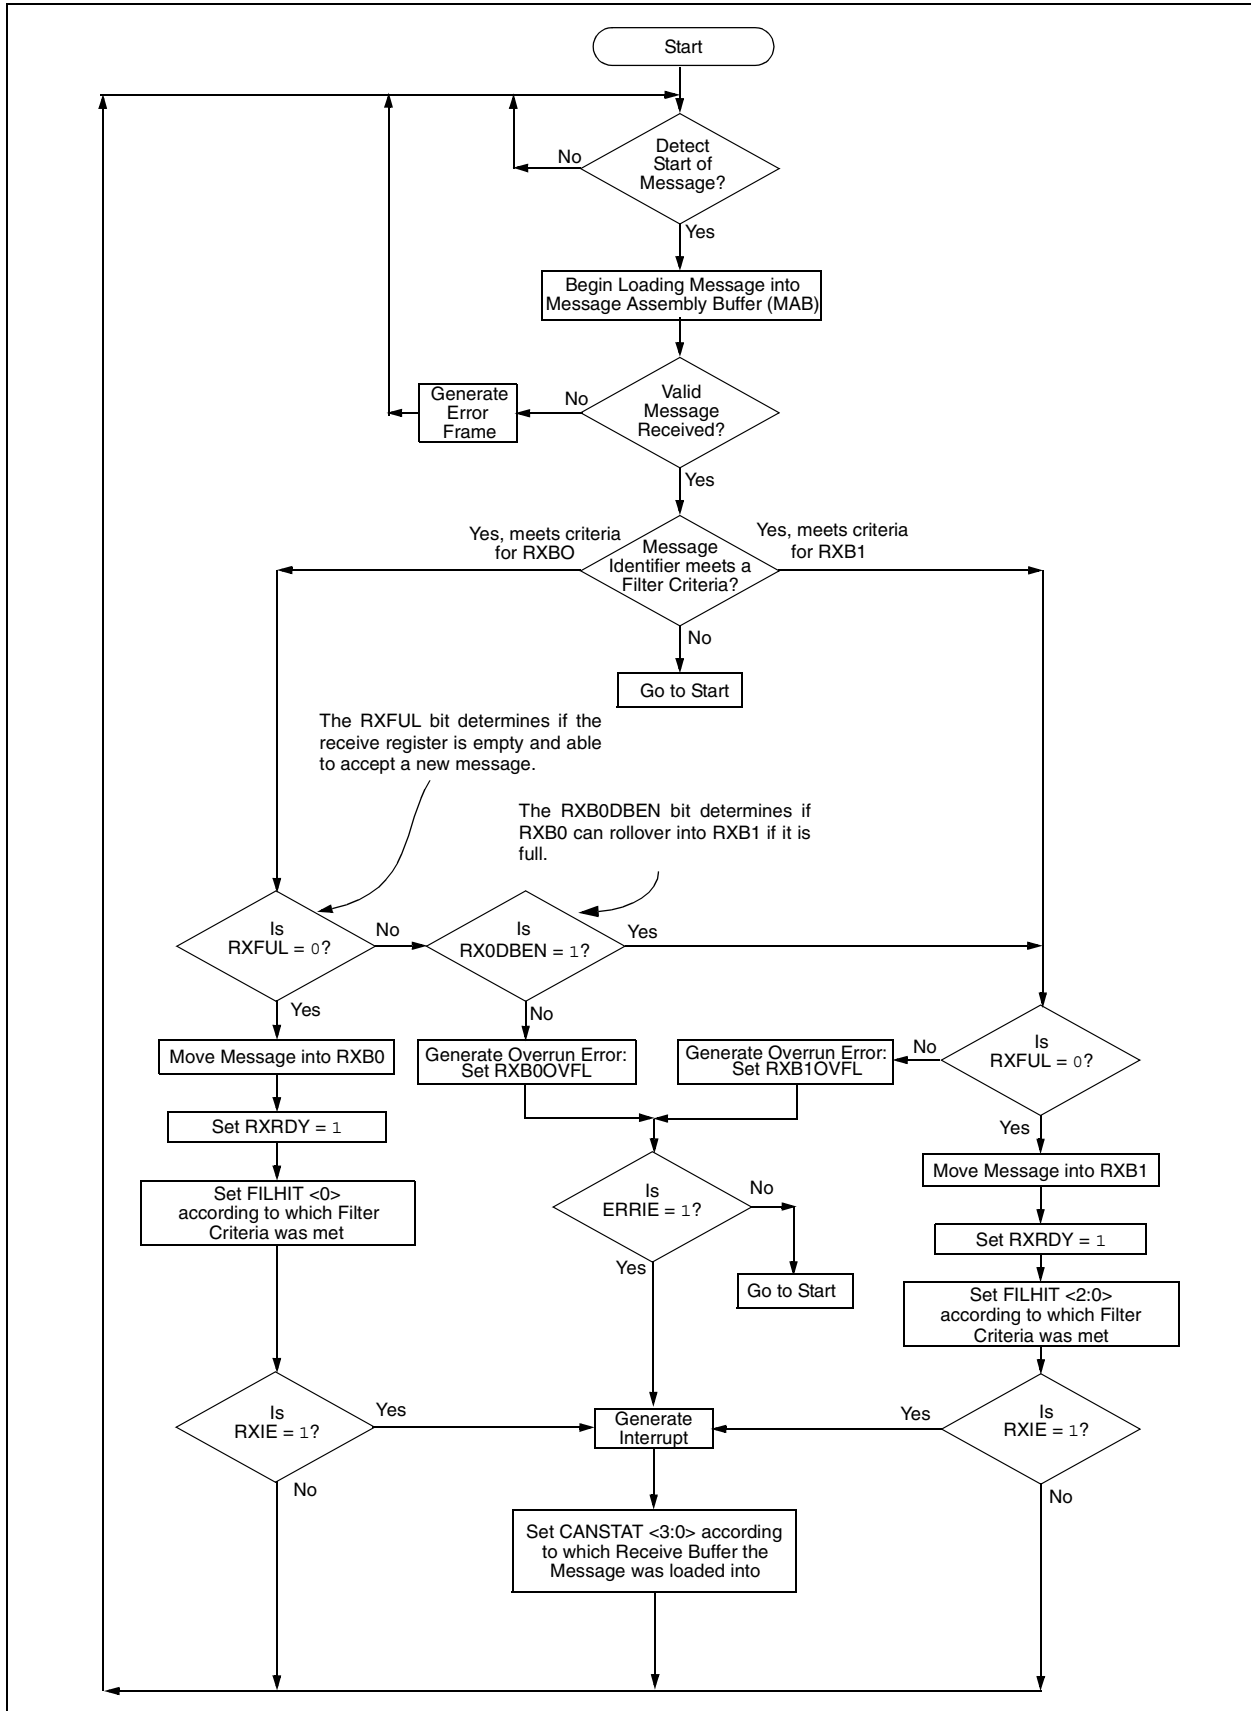 Start
Detect
Start of
Message?
No
Yes
Begin Loading Message into
Message Assembly Buffer (MAB)
Valid
Message
Received?
No
Generate
Error
Frame
Yes
Yes, meets criteria
for RXBO
Message
Identifier meets a
Filter Criteria?
Yes, meets criteria
for RXB1
No
Go to Start
The RXFUL bit determines if the
receive register is empty and able
to accept a new message.
The RXB0DBEN bit determines if
RXB0 can rollover into RXB1 if it is
full.
Is
RXFUL = 0?
No
Is
RX0DBEN = 1?
Yes
Yes
No
Move Message into RXB0
Generate Overrun Error:
Set RXB0OVFL
Generate Overrun Error:
Set RXB1OVFL
No
Is
RXFUL = 0?
Set RXRDY = 1
Yes
Move Message into RXB1
Set FILHIT <0>
according to which Filter
Criteria was met
Is
ERRIE = 1?
No
Set RXRDY = 1
Yes
Go to Start
Set FILHIT <2:0>
according to which Filter
Criteria was met
Is
RXIE = 1?
Yes
Generate
Interrupt
Yes
Is
RXIE = 1?
No
No
Set CANSTAT <3:0> according
to which Receive Buffer the
Message was loaded into